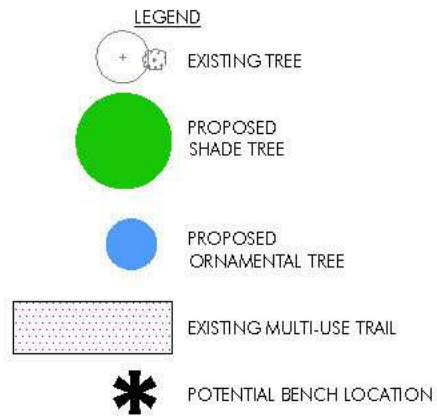 LEGEND
EXISTING TREE
PROPOSED
SHADE TREE
PROPOSED
ORNAMENTAL TREE
EXISTING MULTI-USE TRAIL
POTENTIAL BENCH LOCATION